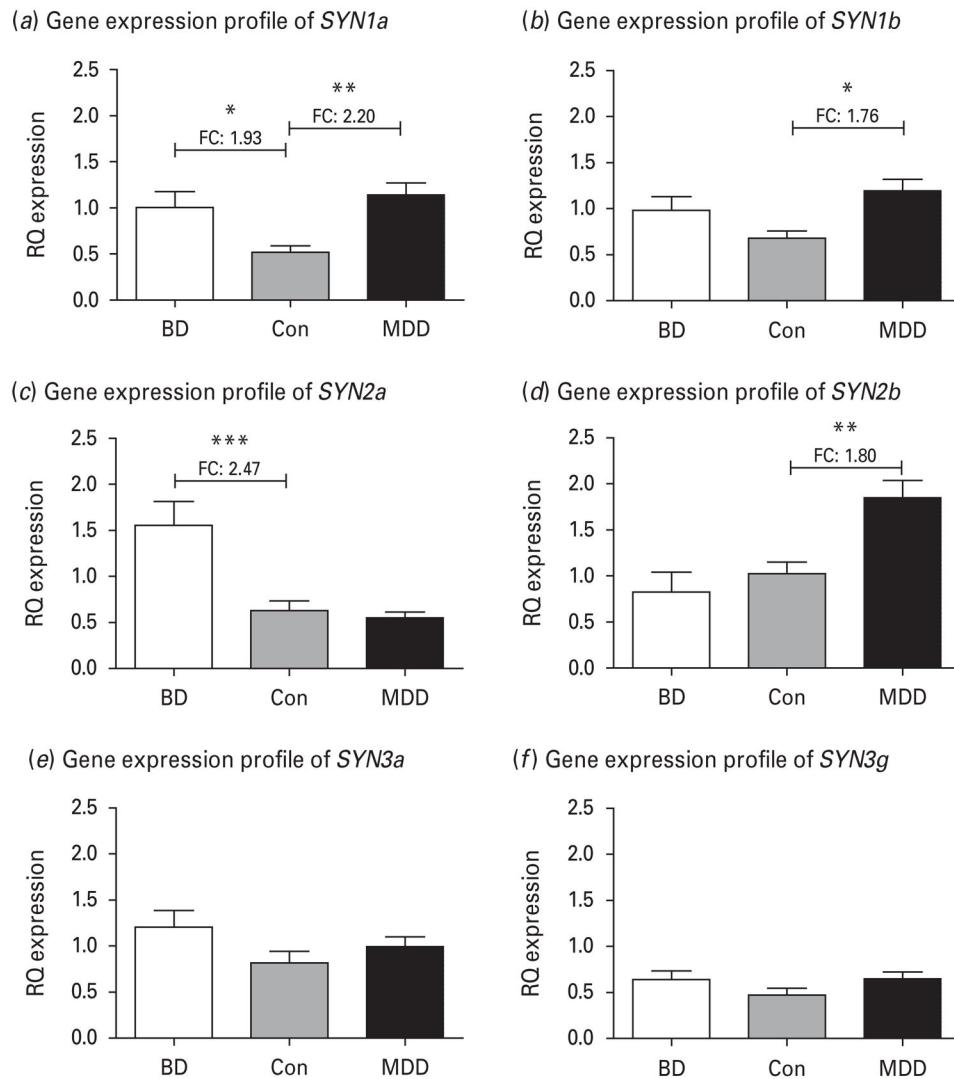 (a) Gene expression profile of SYN1a
2.5
2.0
1.5
1.0
0.5
0.0
RQ expression
*
FC: 1.93
**
FC: 2.20
BD Con MDD
(b) Gene expression profile of SYN1b
2.5
2.0
1.5
1.0
0.5
0.0
RQ expression
*
FC: 1.76
BD Con MDD
(c) Gene expression profile of SYN2a
2.5
2.0
1.5
1.0
0.5
0.0
RQ expression
***
FC: 2.47
BD Con MDD
(d) Gene expression profile of SYN2b
2.5
2.0
1.5
1.0
0.5
0.0
RQ expression
**
FC: 1.80
BD Con MDD
(e) Gene expression profile of SYN3a
2.5
2.0
1.5
1.0
0.5
0.0
RQ expression
BD Con MDD
(f) Gene expression profile of SYN3g
2.5
2.0
1.5
1.0
0.5
0.0
RQ expression
BD Con MDD